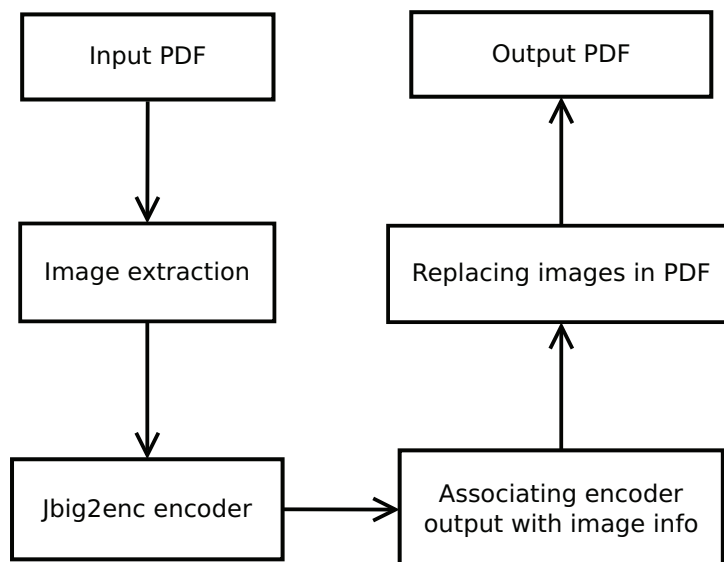 Input PDF
Output PDF
Image extraction
Replacing images in PDF
Jbig2enc encoder
Associating encoder
output with image info